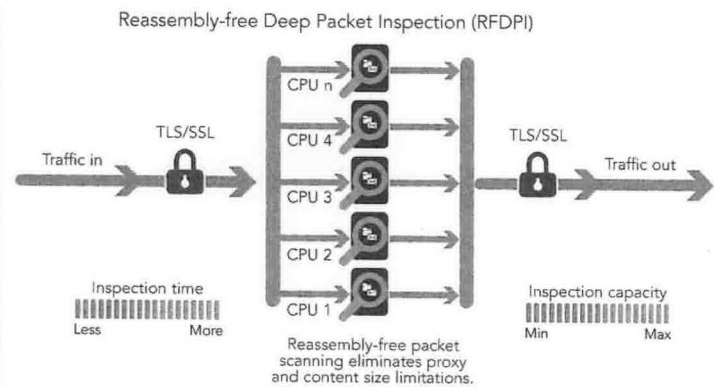 Reassembly-free Deep Packet Inspection (RFDPI)
CPU n
TLS/SSL
CPU 4
TLS/SSL
Traffic in
Traffic out
CPU 3
CPU 2
Inspection time
Less More
CPU 1
Inspection capacity
Min Max
Reassembly-free packet
scanning eliminates proxy
and content size limitations.